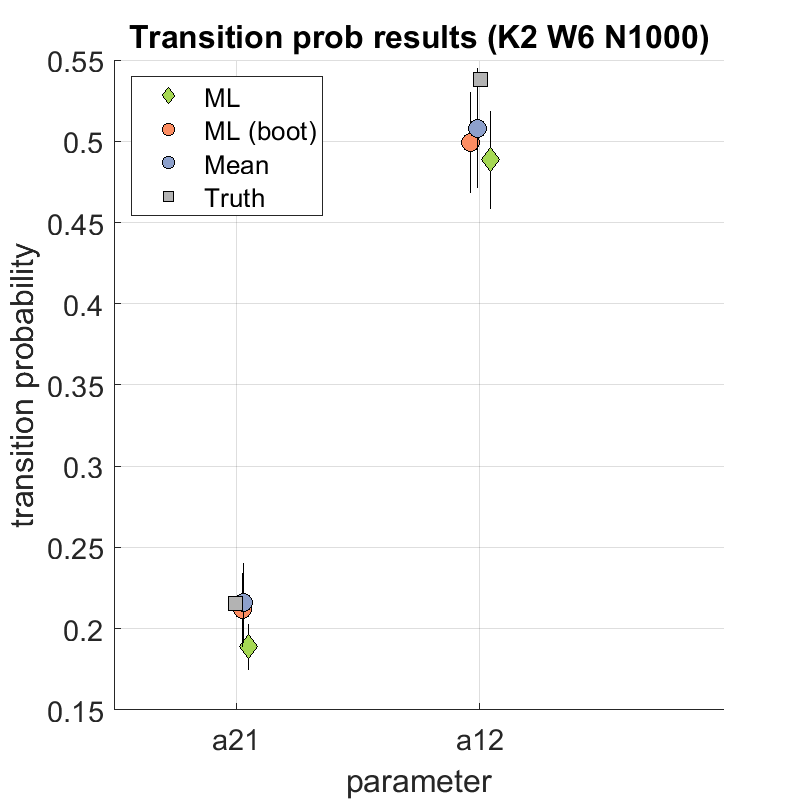 Transition prob results (K2 W6 N1000)
0.55
0.5
0.45
0.4
0.35
0.3
0.25
0.2
0.15
transition probability
ML
ML (boot)
Mean
Truth
a21
a12
parameter